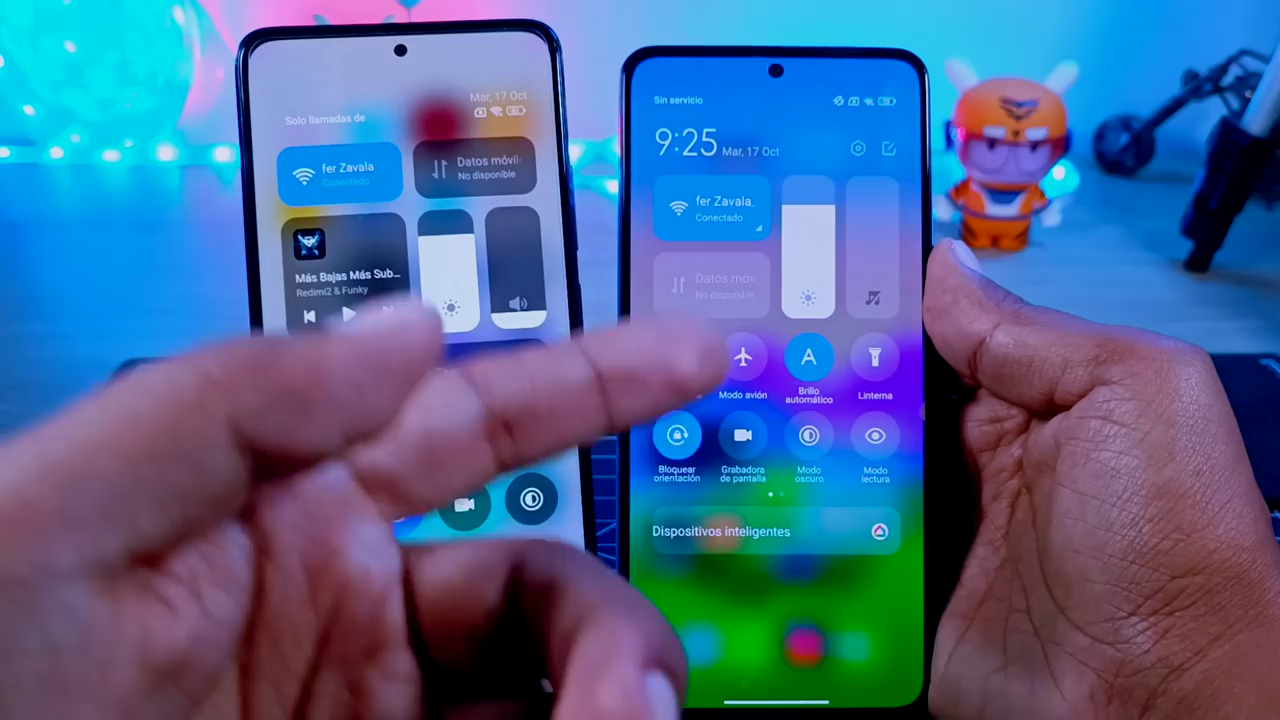 Mar, 17 Oct
Solo llamadas de
fer Zavala
Conectado
Datos móvil
No disponible
Más Bajas Más Sub...
Redimi2 & Funky
Sin servicio
9:25 Mar, 17 Oct
fer Zavala_
Conectado
Datos móv
No disponible
Modo avión
Brillo
automático
Linterna
Bloquear
orientación
Grabadora
de pantalla
Modo
oscuro
Modo
lectura
Dispositivos inteligentes